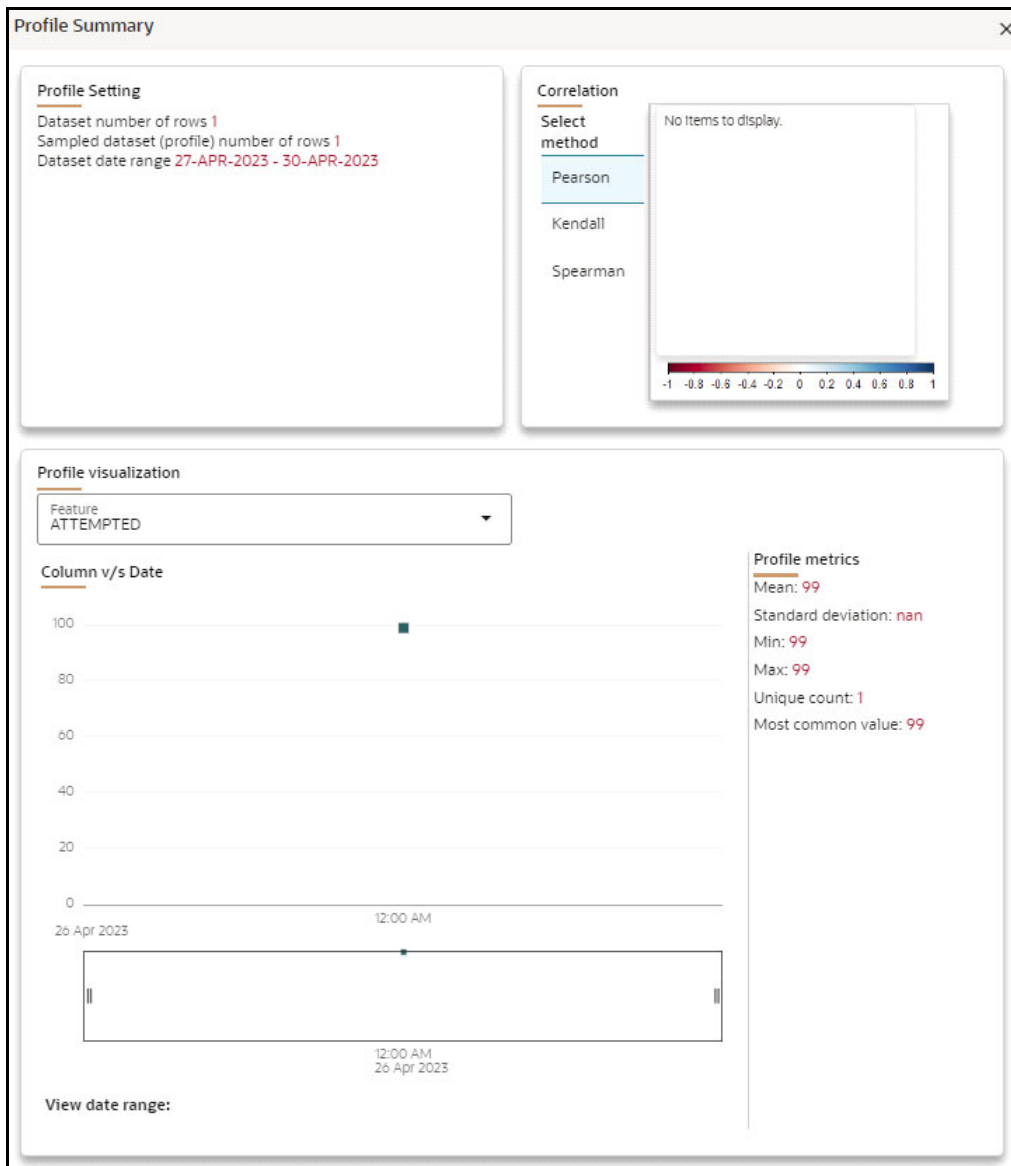 Profile Summary
Profile Setting
Dataset number of rows 1
Sampled dataset (profile) number of rows 1
Dataset date range 27-APR-2023 - 30-APR-2023
Correlation
Select
method
Pearson
Kendall
Spearman
No items to display.
-1 -0.8 -0.6 -0.4 -0.2 0 0.2 0.4 0.6 0.8 1
Profile visualization
Feature
ATTEMPTED
Column v/s Date
100
80
60
40
20
0
12:00 AM
26 Apr 2023
12:00 AM
26 Apr 2023
View date range:
Profile metrics
Mean: 99
Standard deviation: nan
Min: 99
Max: 99
Unique count: 1
Most common value: 99